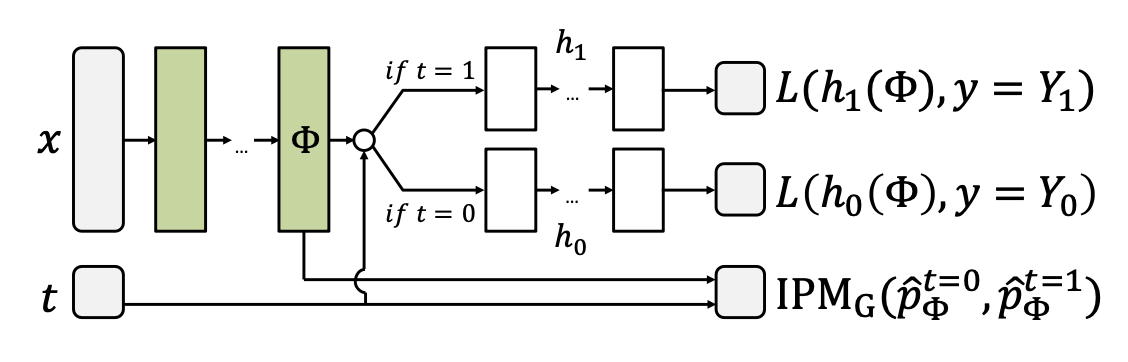 x
...
Φ
if t = 1
h₁
...
L(h₁(Φ), y = Y₁)
if t = 0
h₀
...
L(h₀(Φ), y = Y₀)
t
IPM_G(p̂_Φ^{t=0}, p̂_Φ^{t=1})